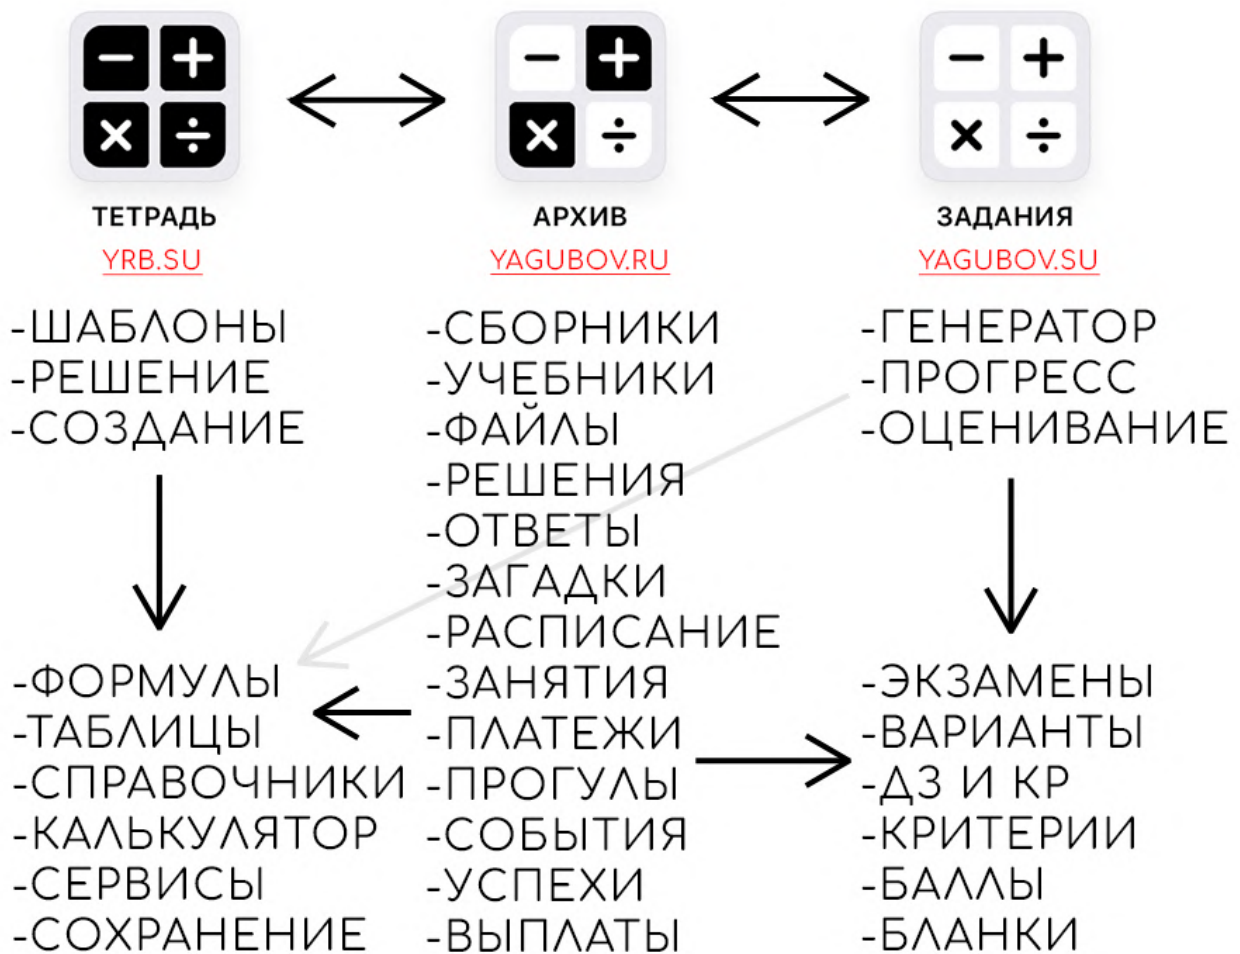 ТЕТРАДЬ
YRB.SU
-ШАБЛОНЫ
-РЕШЕНИЕ
-СОЗДАНИЕ
-ФОРМУЛЫ
-ТАБЛИЦЫ
-СПРАВОЧНИКИ
-КАЛЬКУЛЯТОР
-СЕРВИСЫ
-СОХРАНЕНИЕ
АРХИВ
YAGUBOV.RU
-СБОРНИКИ
-УЧЕБНИКИ
-ФАЙЛЫ
-РЕШЕНИЯ
-ОТВЕТЫ
-ЗАГАДКИ
-РАСПИСАНИЕ
-ЗАНЯТИЯ
-ПЛАТЕЖИ
-ПРОГУЛЫ
-СОБЫТИЯ
-УСПЕХИ
-ВЫПЛАТЫ
ЗАДАНИЯ
YAGUBOV.SU
-ГЕНЕРАТОР
-ПРОГРЕСС
-ОЦЕНИВАНИЕ
-ЭКЗАМЕНЫ
-ВАРИАНТЫ
-ДЗ И КР
-КРИТЕРИИ
-БАЛЛЫ
-БЛАНКИ